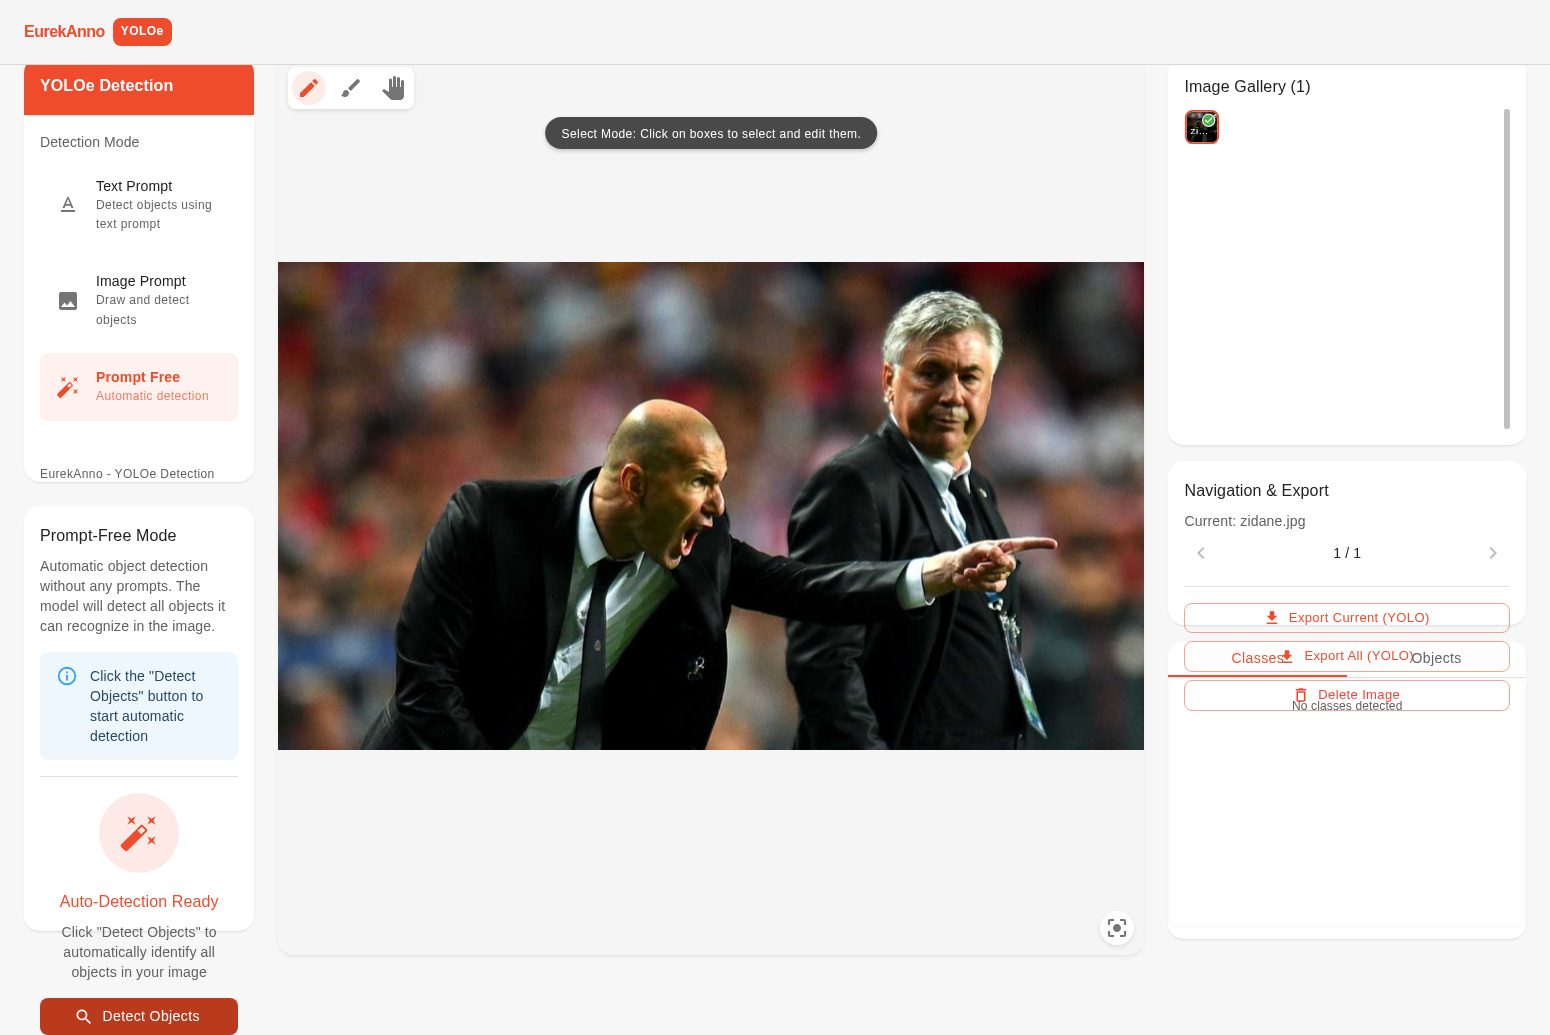 EurekAnno YOLOe
YOLOe Detection
Detection Mode
Text Prompt
Detect objects using
text prompt
Image Prompt
Draw and detect
objects
Prompt Free
Automatic detection
EurekAnno - YOLOe Detection
Prompt-Free Mode
Automatic object detection
without any prompts. The
model will detect all objects it
can recognize in the image.
Click the "Detect
Objects" button to
start automatic
detection
Auto-Detection Ready
Click "Detect Objects" to
automatically identify all
objects in your image
Detect Objects
Select Mode: Click on boxes to select and edit them.
Image Gallery (1)
zi...
Navigation & Export
Current: zidane.jpg
1 / 1
Export Current (YOLO)
Export All (YOLO)
Classes Objects
Delete Image
No classes detected